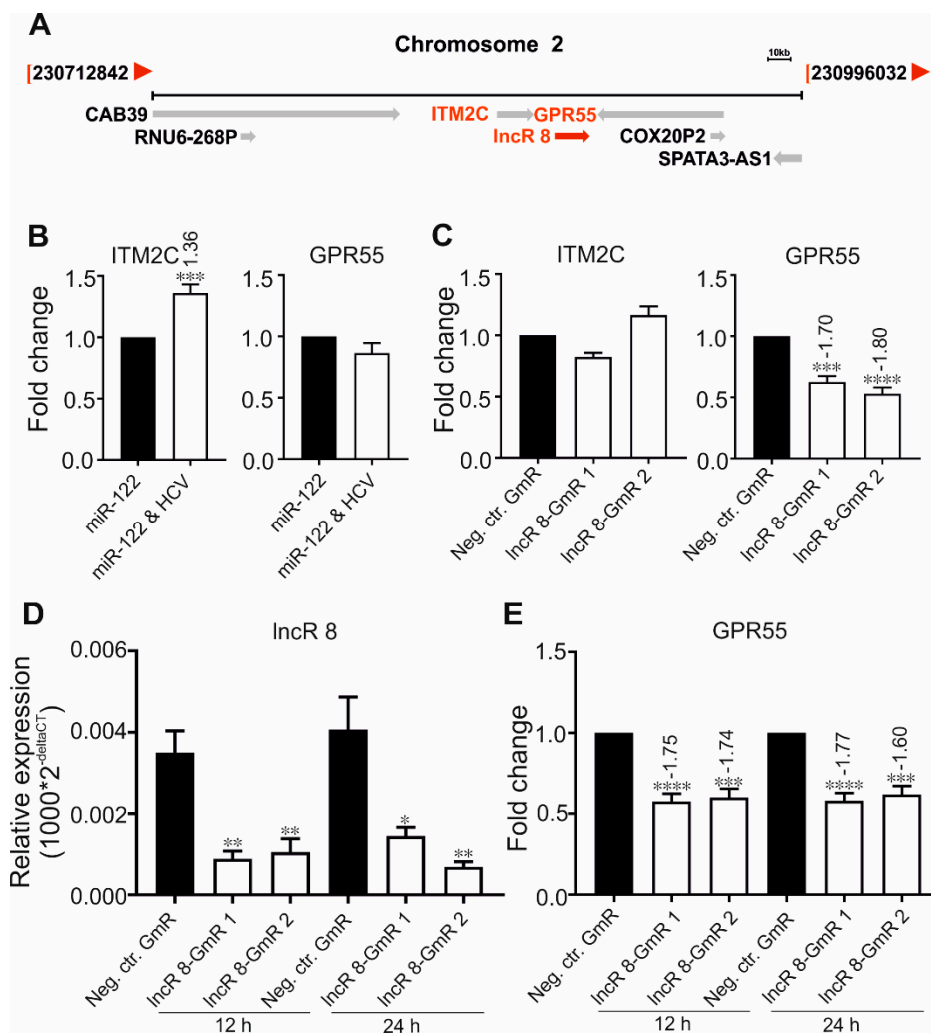 A
Chromosome 2
10kb
[230712842
230996032
CAB39
ITM2C
GPR55
RNU6-268P
lncR 8
COX20P2
SPATA3-AS1
B
ITM2C
GPR55
Fold change
1.5
1.0
0.5
0.0
*** 1.36
miR-122
miR-122 & HCV
1.5
1.0
0.5
0.0
miR-122
miR-122 & HCV
C
ITM2C
GPR55
Fold change
1.5
1.0
0.5
0.0
Neg. ctr. GmR
lncR 8-GmR 1
lncR 8-GmR 2
1.5
1.0
0.5
0.0
*** -1.70
**** -1.80
Neg. ctr. GmR
lncR 8-GmR 1
lncR 8-GmR 2
D
lncR 8
Relative expression
(1000*2-deltaCT)
0.006
0.004
0.002
0.000
**
**
*
**
Neg. ctr. GmR
lncR 8-GmR 1
lncR 8-GmR 2
Neg. ctr. GmR
lncR 8-GmR 1
lncR 8-GmR 2
12 h
24 h
E
GPR55
Fold change
1.5
1.0
0.5
0.0
**** -1.75
*** -1.74
**** -1.77
*** -1.60
Neg. ctr. GmR
lncR 8-GmR 1
lncR 8-GmR 2
Neg. ctr. GmR
lncR 8-GmR 1
lncR 8-GmR 2
12 h
24 h